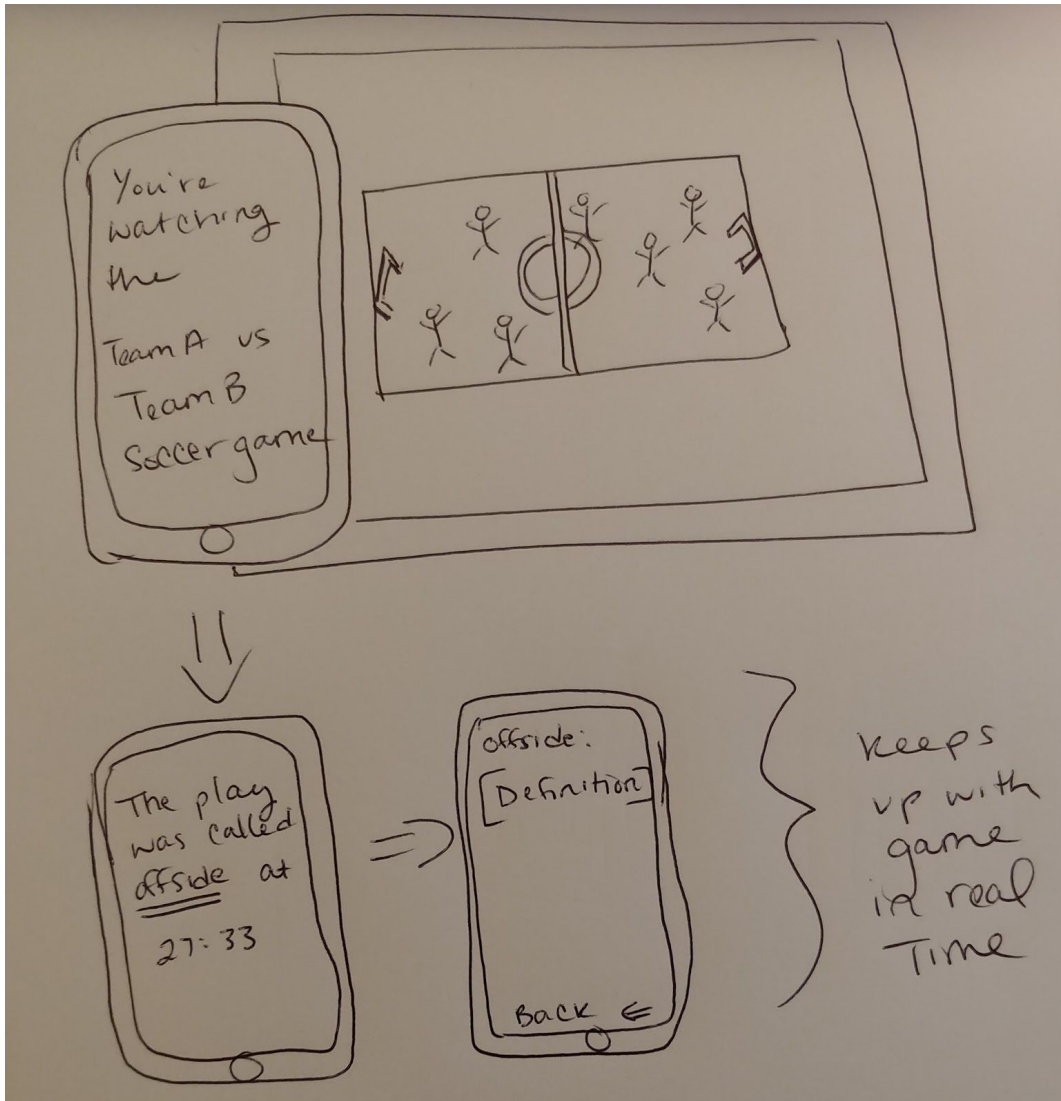 You're
watching
the
Team A vs
Team B
Soccer game
The play
was called
offside at
27:33
offside:
[Definition]
Back ⇐
keeps
up with
game
in real
Time